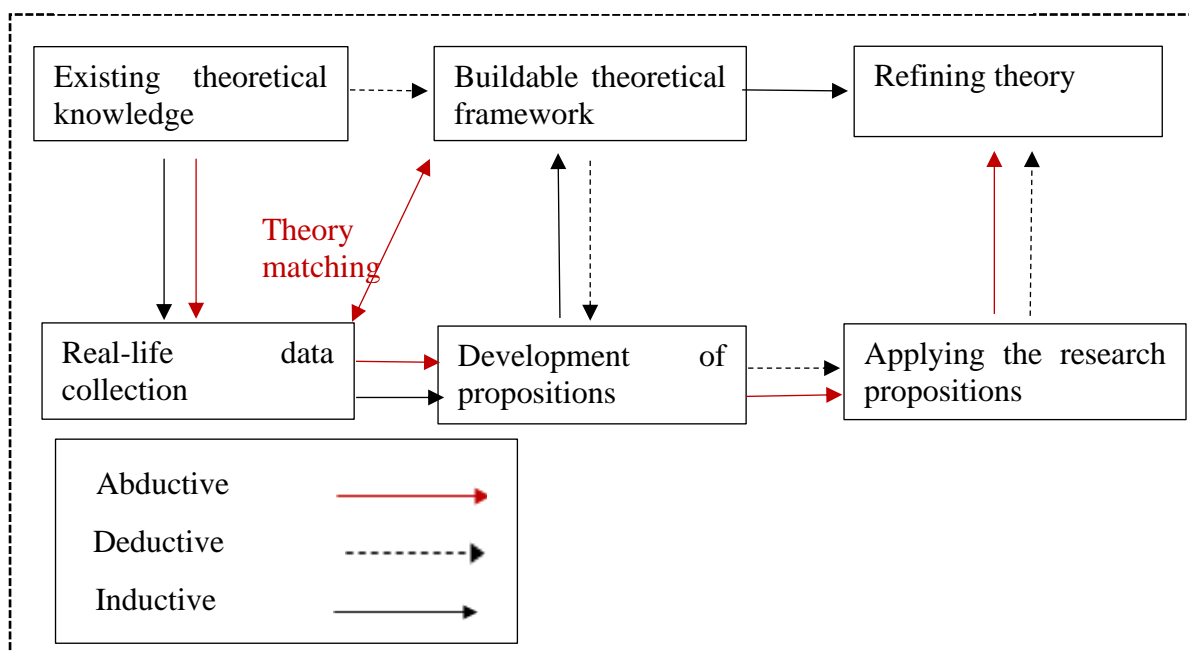 Existing theoretical
knowledge
Buildable theoretical
framework
Refining theory
Theory
matching
Real-life data
collection
Development of
propositions
Applying the research
propositions
Abductive
Deductive
Inductive